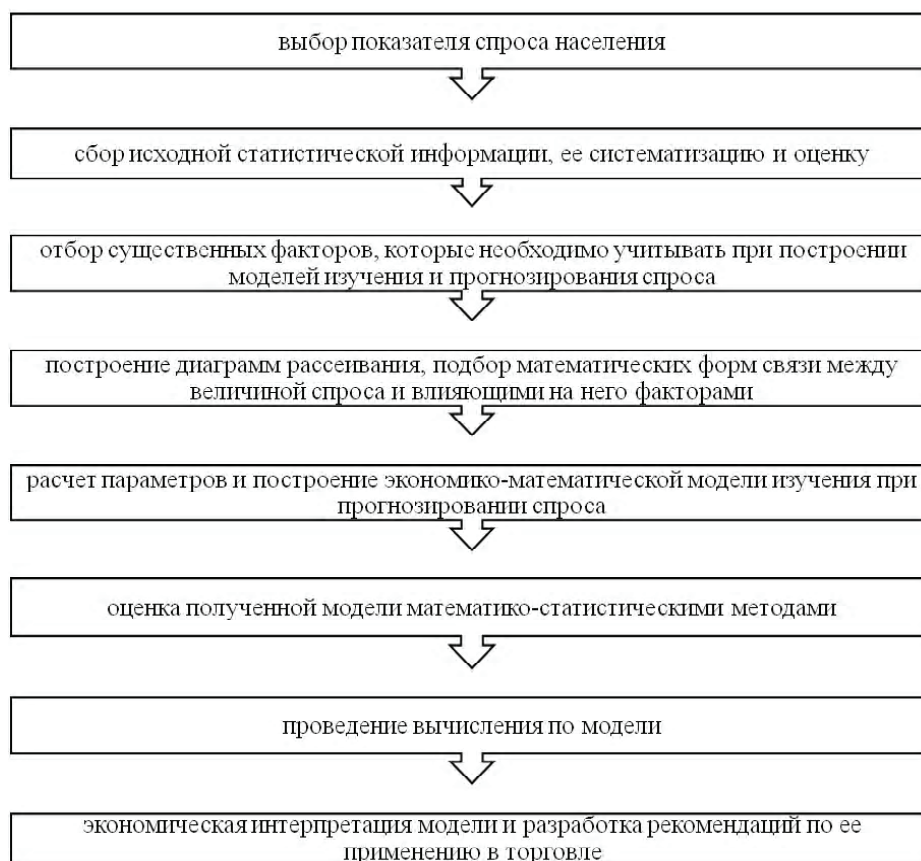 выбор показателя спроса населения
сбор исходной статистической информации, ее систематизацию и оценку
отбор существенных факторов, которые необходимо учитывать при построении
моделей изучения и прогнозирования спроса
построение диаграмм рассеивания, подбор математических форм связи между
величиной спроса и влияющими на него факторами
расчет параметров и построение экономико-математической модели изучения при
прогнозировании спроса
оценка полученной модели математико-статистическими методами
проведение вычисления по модели
экономическая интерпретация модели и разработка рекомендаций по ее
применению в торговле